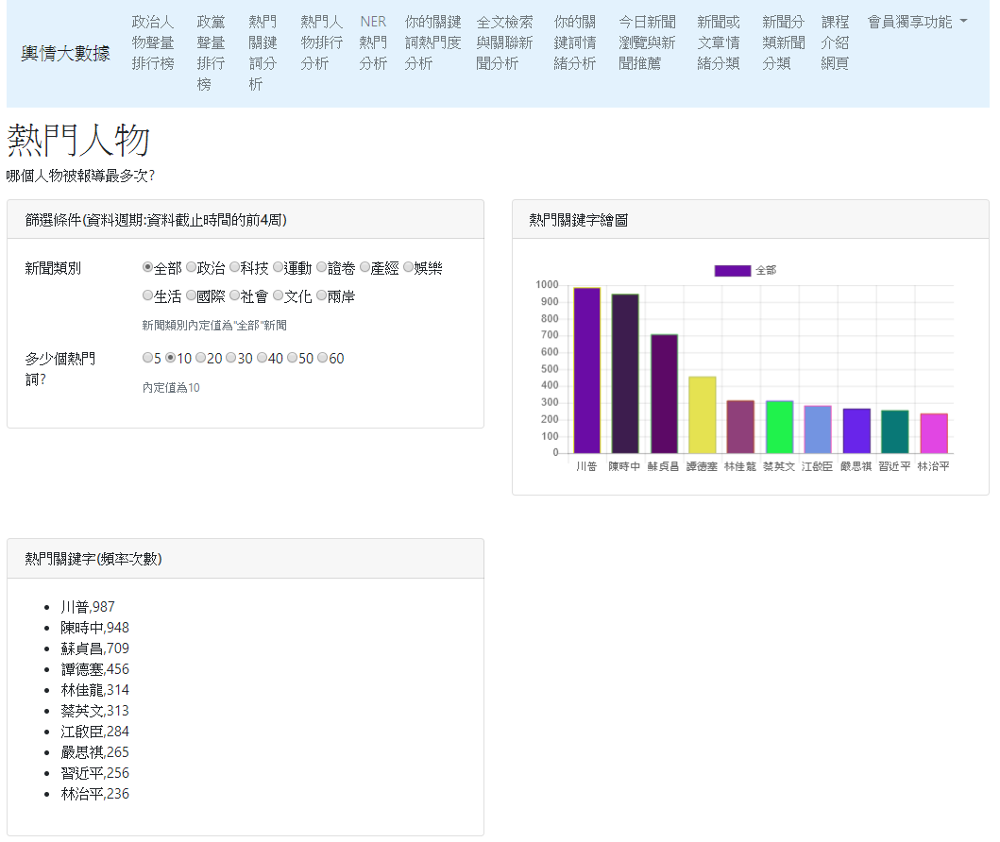 輿情大數據
政治人
物聲量
排行榜
政黨
聲量
排行
榜
熱門
關鍵
詞分
析
熱門人
物排行
分析
NER
熱門
分析
你的關鍵
詞熱門度
分析
全文檢索
與關聯新
聞分析
你的關
鍵詞情
緒分析
今日新聞
瀏覽與新
聞推薦
新聞或
文章情
緒分類
新聞分
類新聞
分類
課程
介紹
網頁
會員獨享功能
熱門人物
哪個人物被報導最多次?
篩選條件(資料週期:資料截止時間的前4周)
新聞類別
全部 政治 科技 運動 證卷 產經 娛樂
生活 國際 社會 文化 兩岸
新聞類別內定值為"全部"新聞
多少個熱門
詞?
5 10 20 30 40 50 60
內定值為10
熱門關鍵字繪圖
全部
1000
900
800
700
600
500
400
300
200
100
0
川普 陳時中 蘇貞昌 譚德塞 林佳龍 蔡英文 江啟臣 嚴思祺 習近平 林治平
熱門關鍵字(頻率次數)
川普,987
陳時中,948
蘇貞昌,709
譚德塞,456
林佳龍,314
蔡英文,313
江啟臣,284
嚴思祺,265
習近平,256
林治平,236